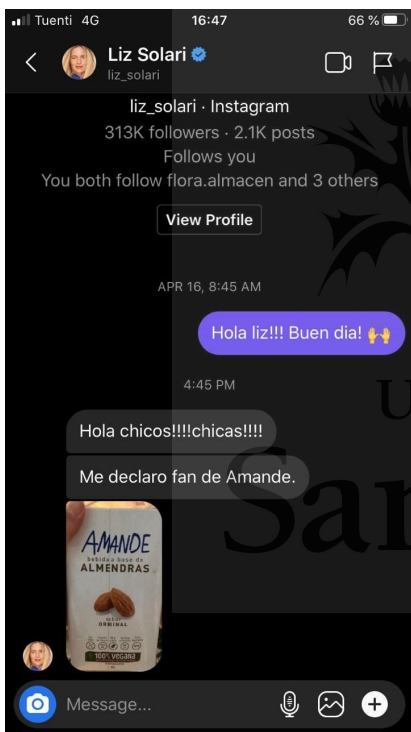 Tuenti 4G 16:47 66 %
Liz Solari
liz_solari
liz_solari · Instagram
313K followers · 2.1K posts
Follows you
You both follow flora.almacen and 3 others
View Profile
APR 16, 8:45 AM
Hola liz!!! Buen dia! 🙌
4:45 PM
Hola chicos!!!!chicas!!!!
Me declaro fan de Amande.
AMANDE
bebida a base de
ALMENDRAS
sabor
ORIGINAL
100% VEGANA
U
San
Message...